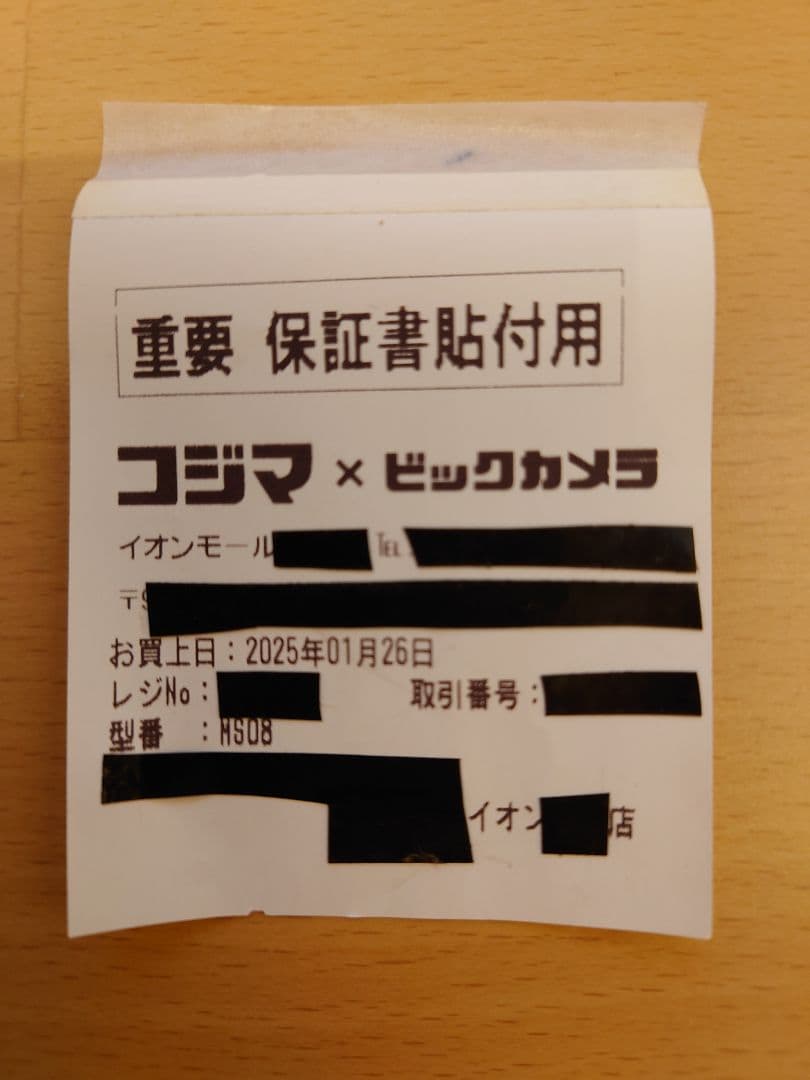 重要 保証書貼付用
コジマ×ビックカメラ
イオンモール TEL
〒9
お買上日：2025年01月26日
レジNo： 取引番号：
型番 ：MS08
イオン 店